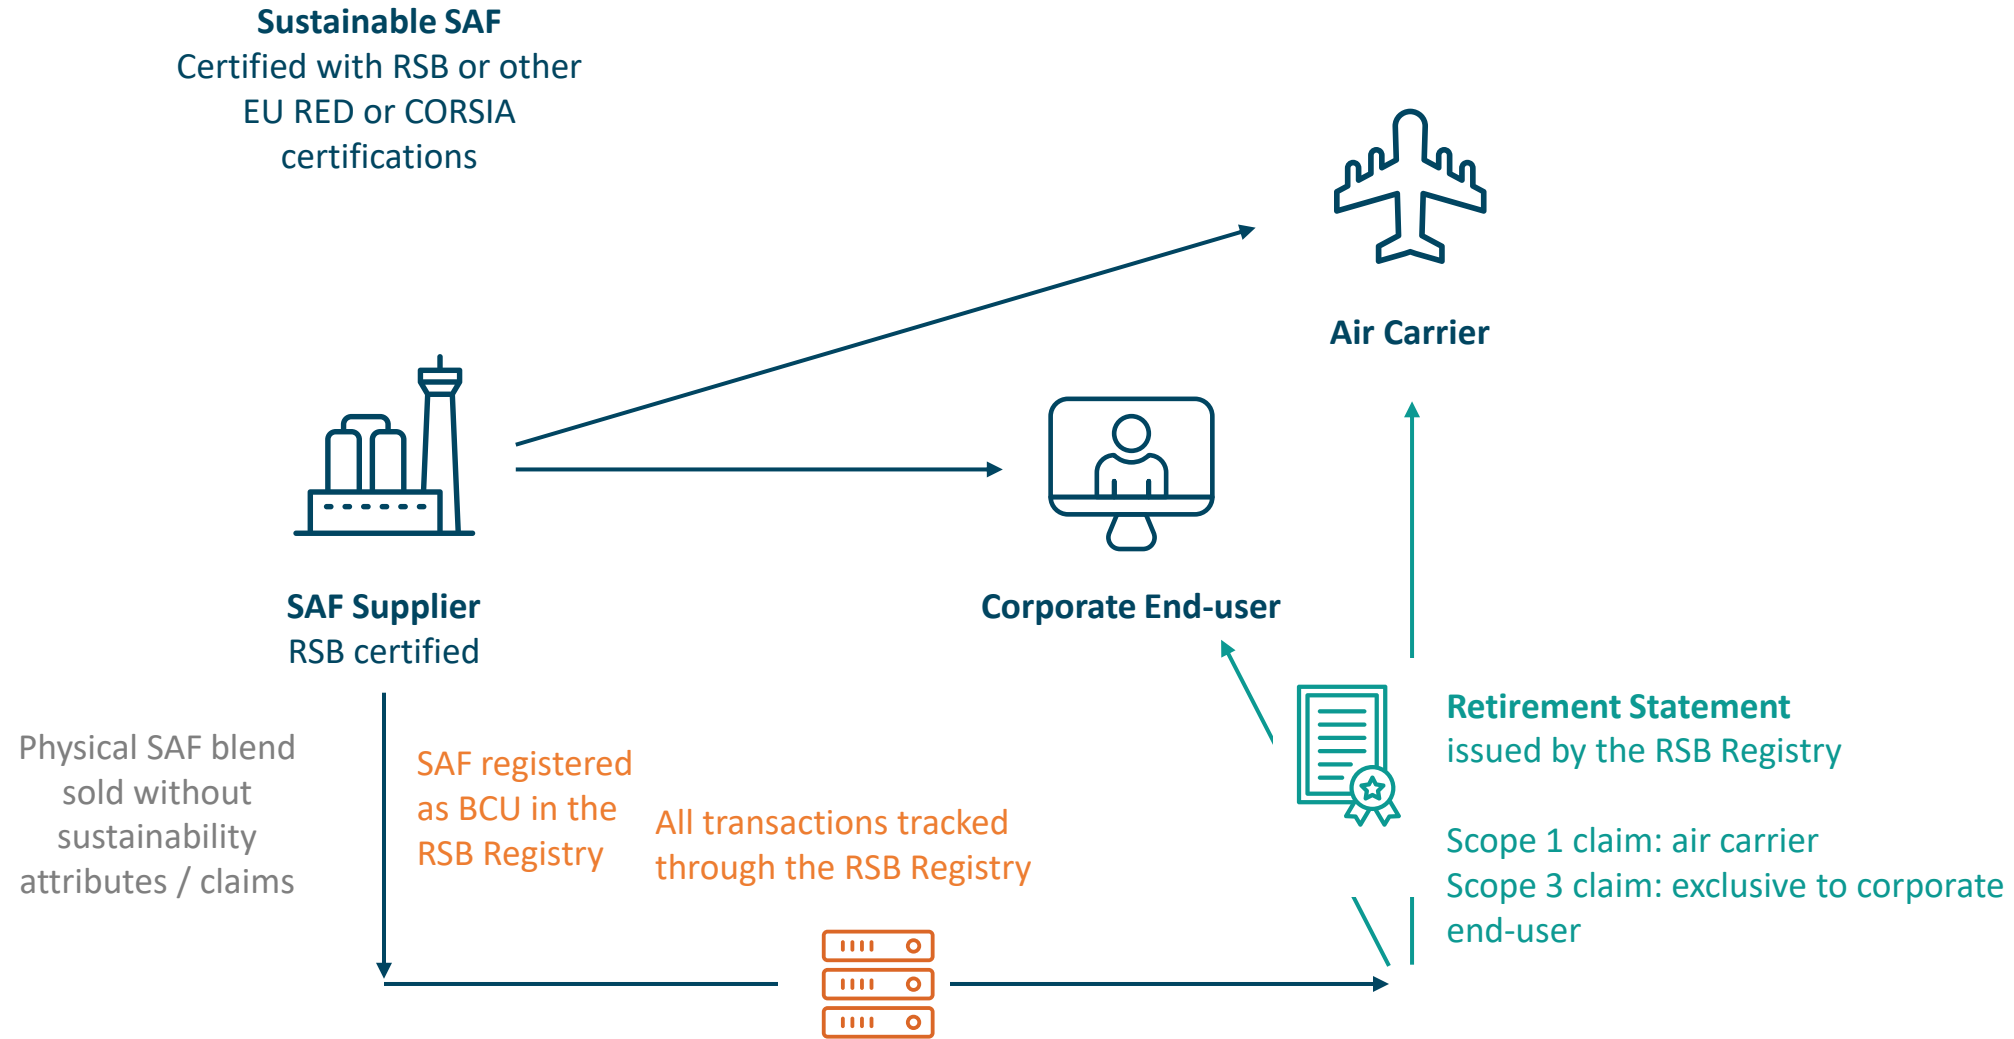 Sustainable SAF
Certified with RSB or other
EU RED or CORSIA
certifications
Air Carrier
SAF Supplier
RSB certified
Corporate End-user
Physical SAF blend
sold without
sustainability
attributes / claims
SAF registered
as BCU in the
RSB Registry
All transactions tracked
through the RSB Registry
Retirement Statement
issued by the RSB Registry
Scope 1 claim: air carrier
Scope 3 claim: exclusive to corporate
end-user